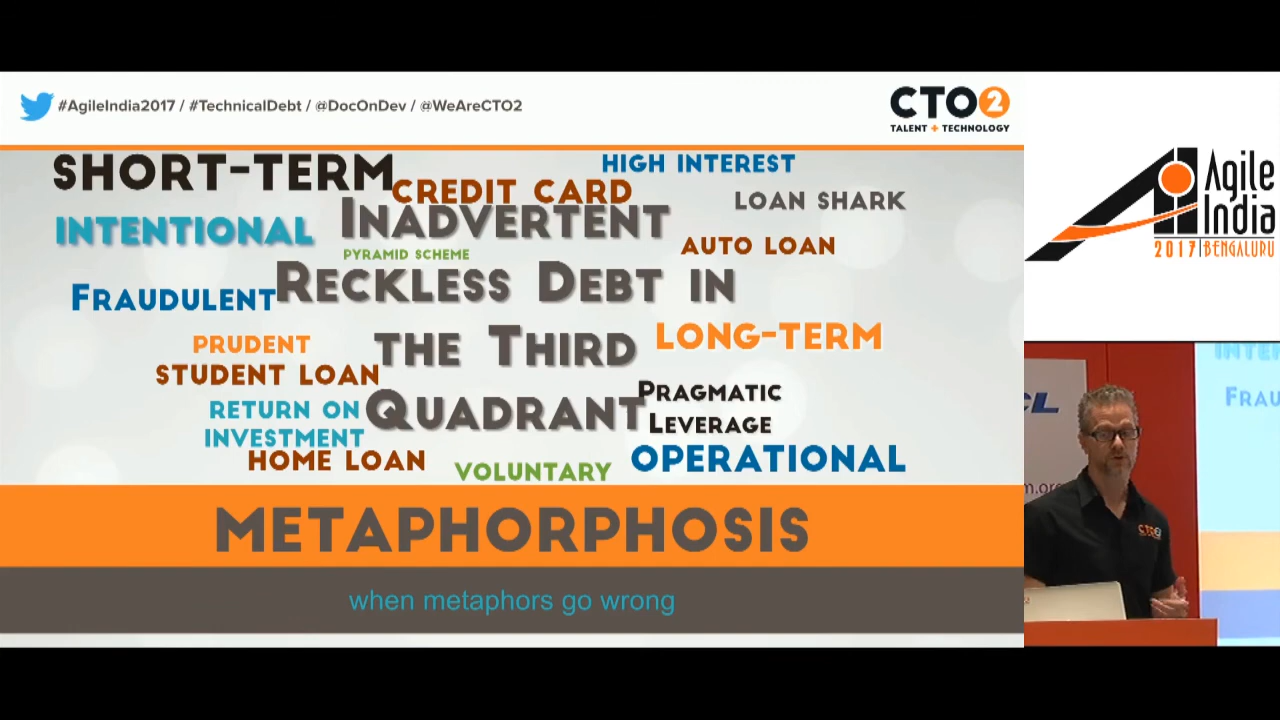 #AgileIndia2017 / #TechnicalDebt / @DocOnDev / @WeAreCTO2
CTO2
TALENT + TECHNOLOGY
SHORT-TERM
HIGH INTEREST
CREDIT CARD
LOAN SHARK
INTENTIONAL
INADVERTENT
AUTO LOAN
PYRAMID SCHEME
FRAUDULENT
RECKLESS DEBT IN
THE THIRD
QUADRANT
PRUDENT
LONG-TERM
STUDENT LOAN
RETURN ON
INVESTMENT
PRAGMATIC
LEVERAGE
HOME LOAN
VOLUNTARY
OPERATIONAL
METAPHORPHOSIS
when metaphors go wrong
Agile
India
2017 | BENGALURU
CTO2